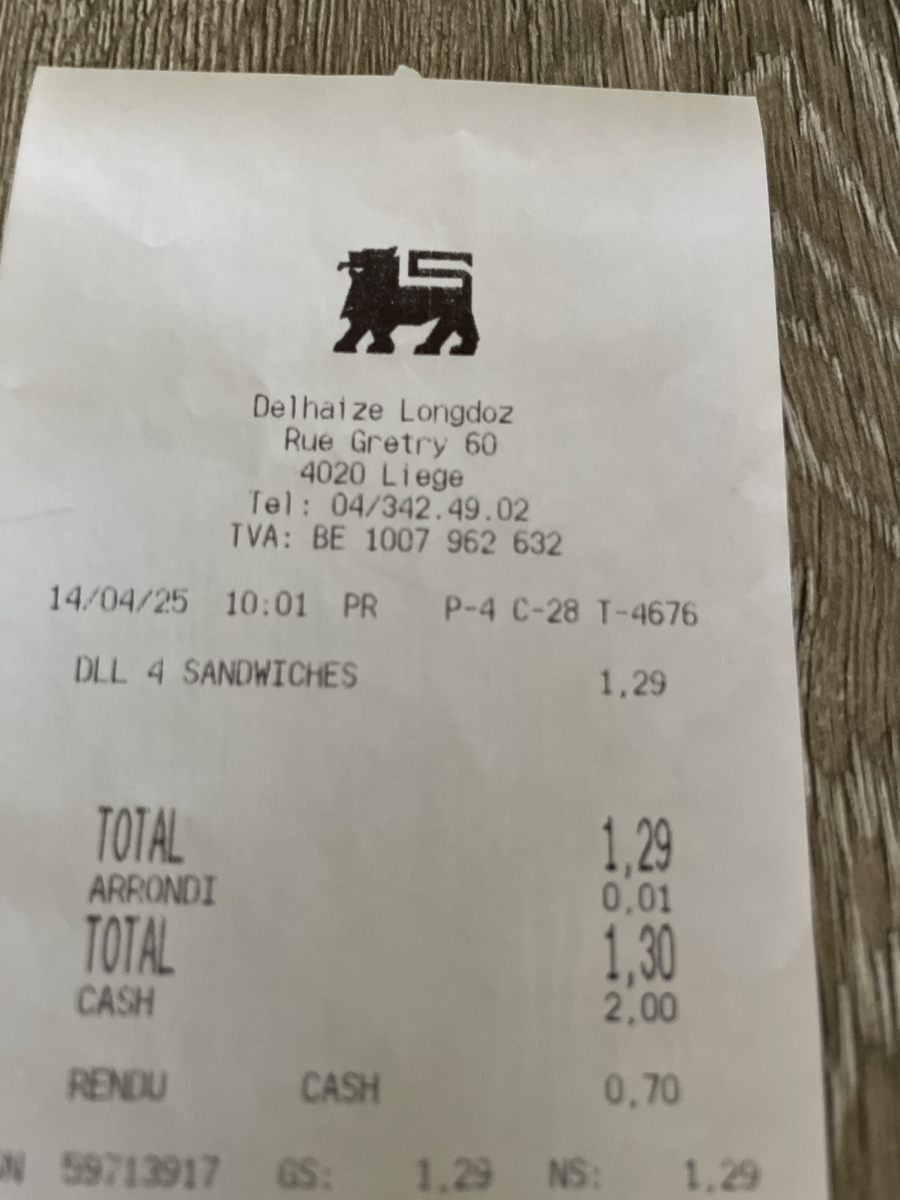 Delhaize Longdoz
Rue Gretry 60
4020 Liege
Tel: 04/342.49.02
TVA: BE 1007 962 632
14/04/25 10:01 PR P-4 C-28 T-4676
DLL 4 SANDWICHES 1,29
TOTAL 1,29
ARRONDI 0,01
TOTAL 1,30
CASH 2,00
RENDU CASH 0,70
59713917 GS: 1,29 NS: 1,29